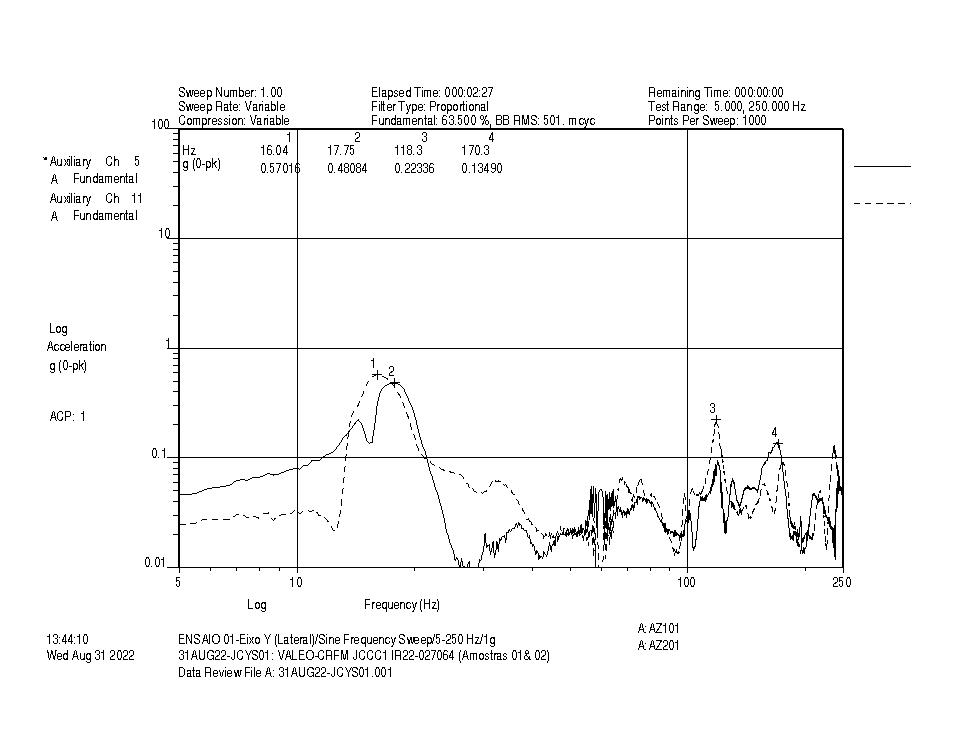 Sweep Number: 1.00 Elapsed Time: 000:02:27 Remaining Time: 000:00:00
Sweep Rate: Variable Filter Type: Proportional Test Range: 5.000, 250.000 Hz
Compression: Variable Fundamental: 63.500 %, BB RMS: 501. mcyc Points Per Sweep: 1000
100
1 2 3 4
Hz 16.04 17.75 118.3 170.3
g (0-pk) 0.57016 0.48084 0.22336 0.13490
*Auxiliary Ch 5
A Fundamental
Auxiliary Ch 11
A Fundamental
10
Log
Acceleration
g (0-pk)
1
1
2
ACP: 1
3
4
0.1
0.01
5 10 100 250
Log Frequency (Hz)
A: AZ101
A: AZ201
13:44:10 ENSAIO 01-Eixo Y (Lateral)/Sine Frequency Sweep/5-250 Hz/1g
Wed Aug 31 2022 31AUG22-JCYS01: VALEO-CRFM JCCC1 IR22-027064 (Amostras 01& 02)
Data Review File A: 31AUG22-JCYS01.001